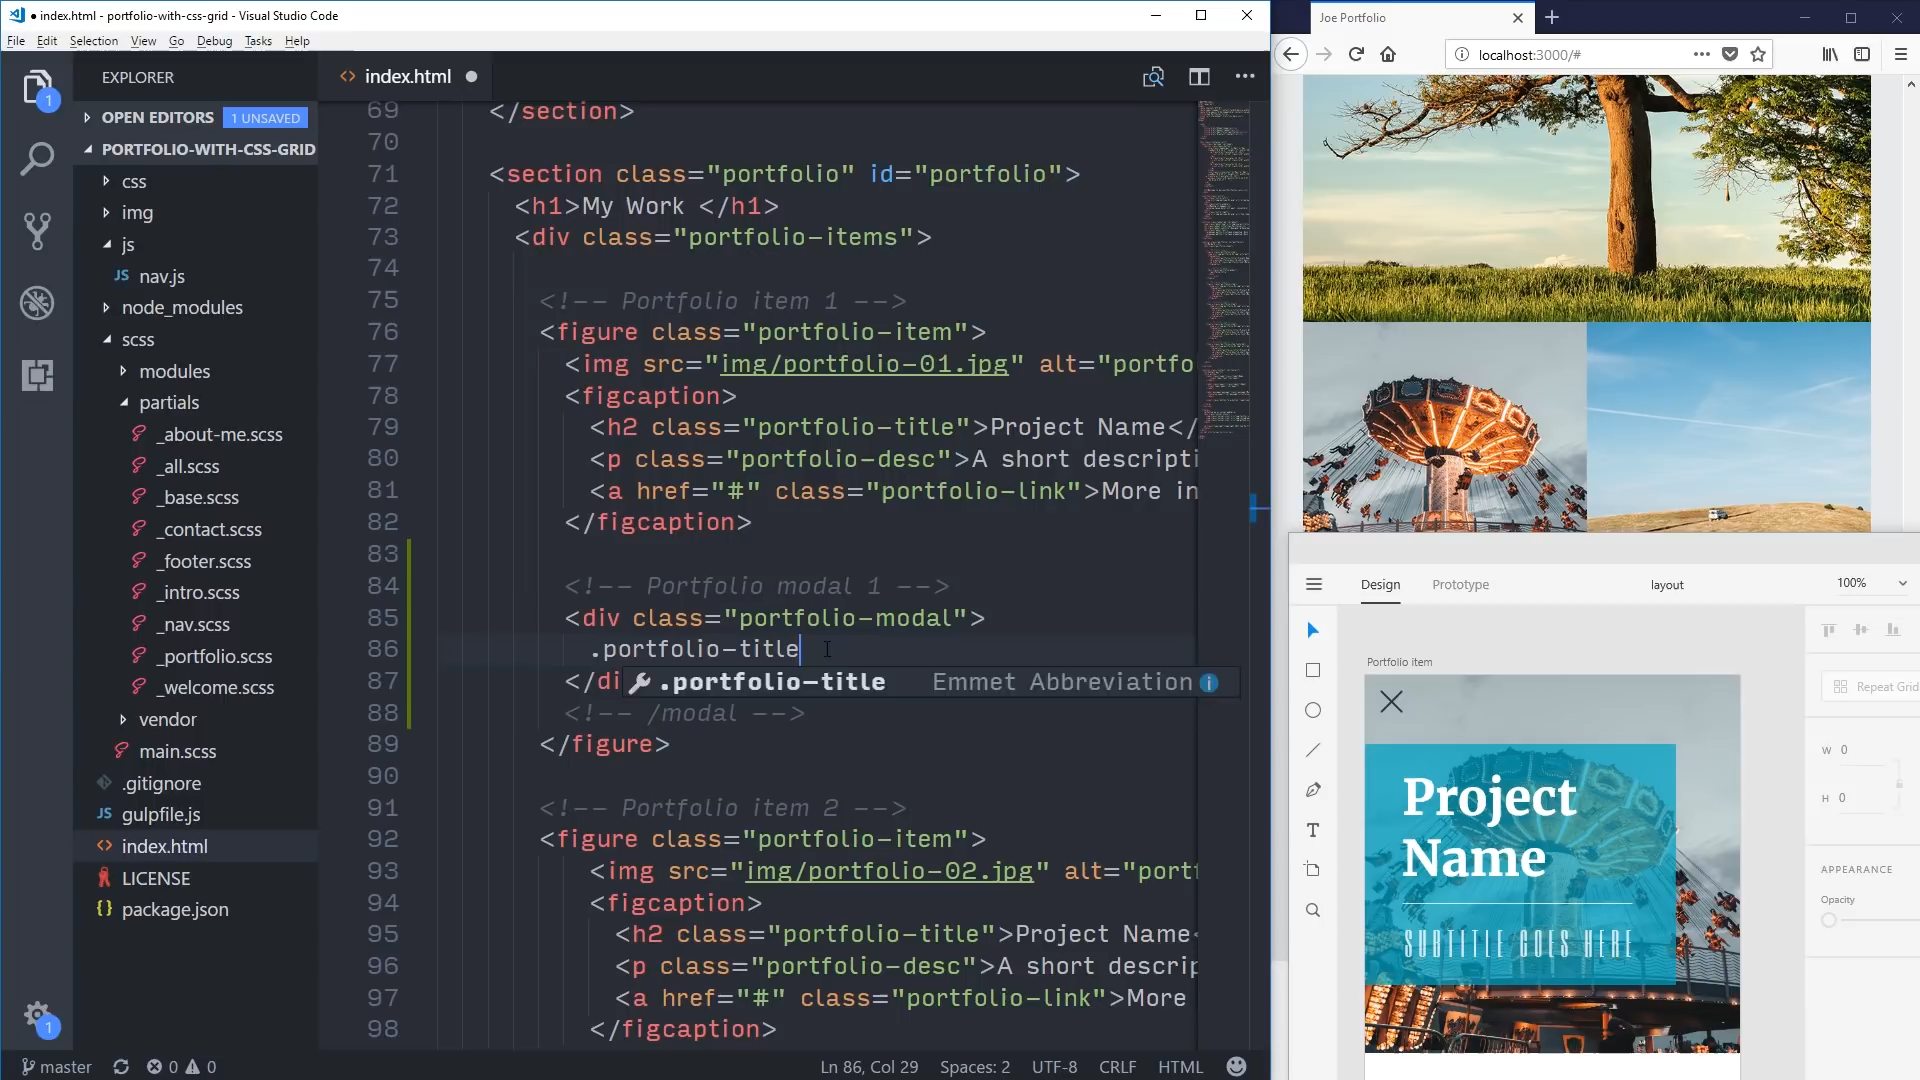 index.html - portfolio-with-css-grid - Visual Studio Code
File Edit Selection View Go Debug Tasks Help
EXPLORER
OPEN EDITORS 1 UNSAVED
PORTFOLIO-WITH-CSS-GRID
css
img
js
JS nav.js
node_modules
scss
modules
partials
_about-me.scss
_all.scss
_base.scss
_contact.scss
_footer.scss
_intro.scss
_nav.scss
_portfolio.scss
_welcome.scss
vendor
main.scss
.gitignore
JS gulpfile.js
<> index.html
LICENSE
{} package.json
1
1
<> index.html
69 </section>
70
71 <section class="portfolio" id="portfolio">
72 <h1>My Work </h1>
73 <div class="portfolio-items">
74
75 <!-- Portfolio item 1 -->
76 <figure class="portfolio-item">
77 <img src="img/portfolio-01.jpg" alt="portfo
78 <figcaption>
79 <h2 class="portfolio-title">Project Name</
80 <p class="portfolio-desc">A short descripti
81 <a href="#" class="portfolio-link">More in
82 </figcaption>
83
84 <!-- Portfolio modal 1 -->
85 <div class="portfolio-modal">
86 .portfolio-title
87 </di
.portfolio-title Emmet Abbreviation
88 <!-- /modal -->
89 </figure>
90
91 <!-- Portfolio item 2 -->
92 <figure class="portfolio-item">
93 <img src="img/portfolio-02.jpg" alt="port
94 <figcaption>
95 <h2 class="portfolio-title">Project Name
96 <p class="portfolio-desc">A short descrip
97 <a href="#" class="portfolio-link">More
98 </figcaption>
master 0 0 Ln 86, Col 29 Spaces: 2 UTF-8 CRLF HTML
Joe Portfolio
localhost:3000/#
Design Prototype layout 100%
Portfolio item
Repeat Grid
W 0
H 0
APPEARANCE
Opacity
Project
Name
SUBTITLE GOES HERE